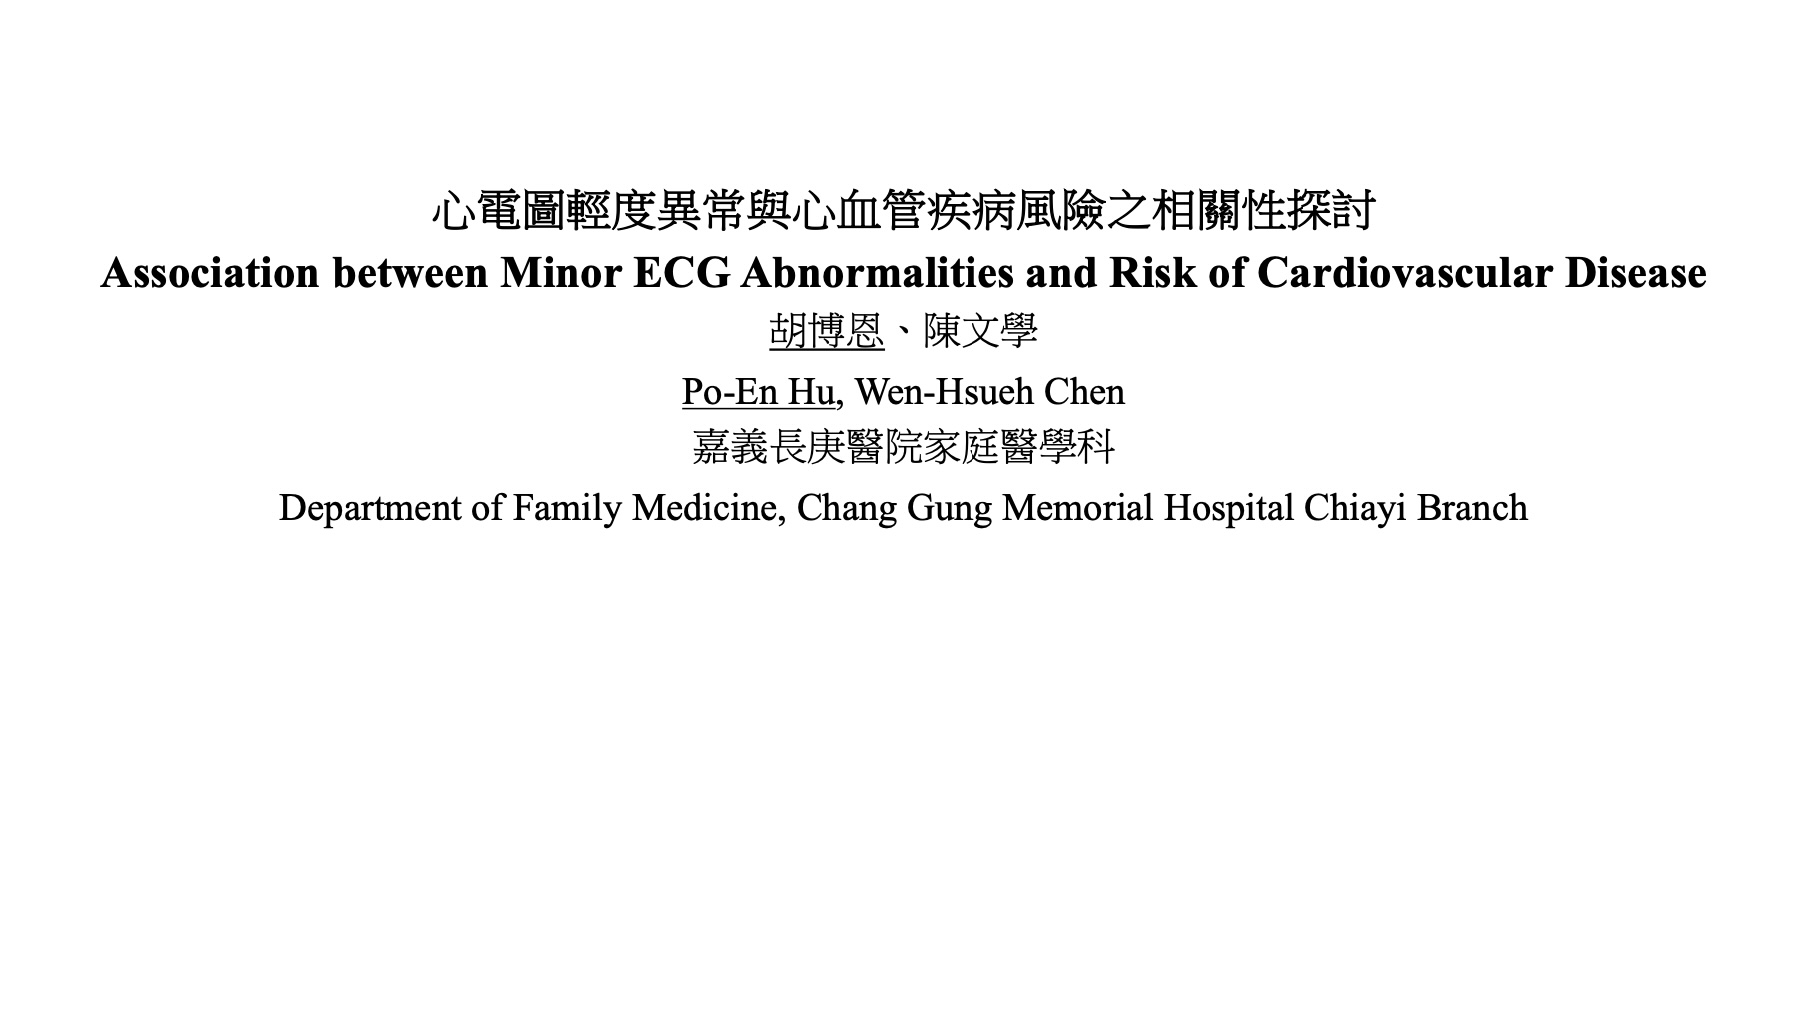 心電圖輕度異常與心血管疾病風險之相關性探討
Association between Minor ECG Abnormalities and Risk of Cardiovascular Disease
胡博恩、陳文學
Po-En Hu, Wen-Hsueh Chen
嘉義長庚醫院家庭醫學科
Department of Family Medicine, Chang Gung Memorial Hospital Chiayi Branch